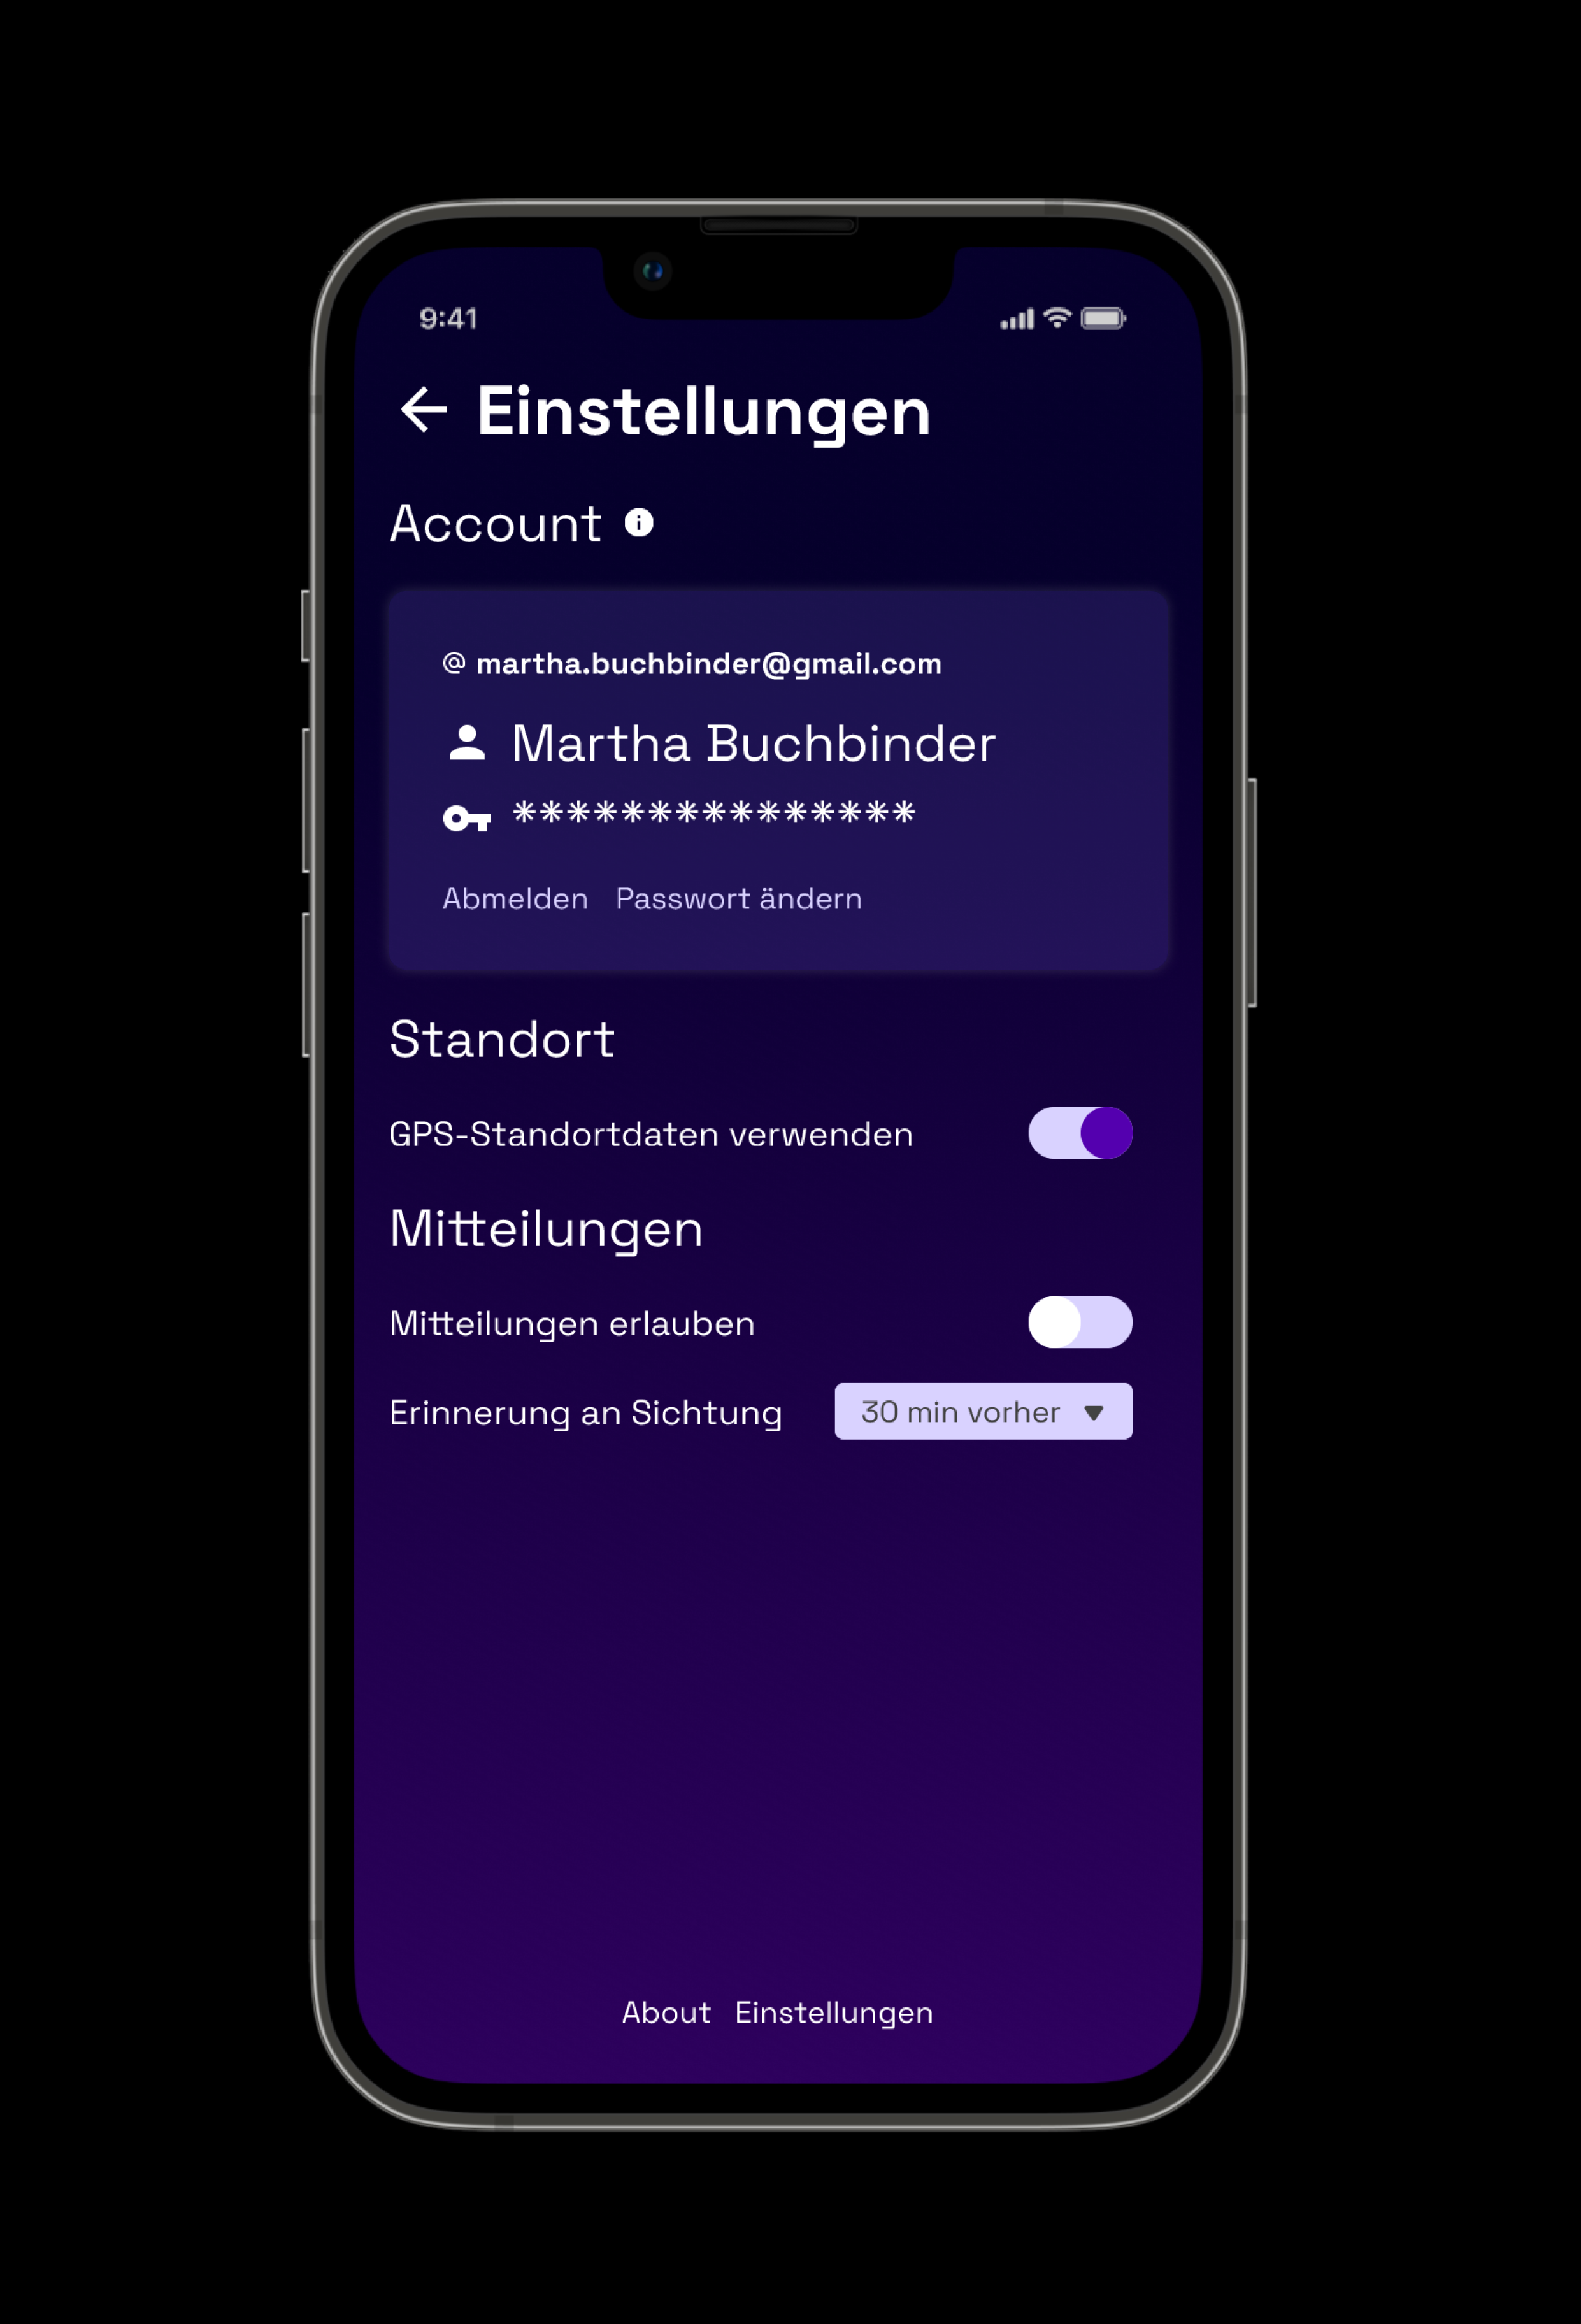 9:41
Einstellungen
Account
@ martha.buchbinder@gmail.com
Martha Buchbinder
***************
Abmelden Passwort ändern
Standort
GPS-Standortdaten verwenden
Mitteilungen
Mitteilungen erlauben
Erinnerung an Sichtung 30 min vorher
About Einstellungen